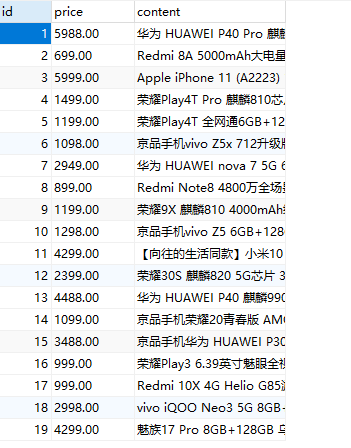 id price content
1 5988.00 华为 HUAWEI P40 Pro 麒
2 699.00 Redmi 8A 5000mAh大电量
3 5999.00 Apple iPhone 11 (A2223)
4 1499.00 荣耀Play4T Pro 麒麟810芯
5 1199.00 荣耀Play4T 全网通6GB+12
6 1098.00 京品手机vivo Z5x 712升级版
7 2949.00 华为 HUAWEI nova 7 5G 6
8 899.00 Redmi Note8 4800万全场景
9 1199.00 荣耀9X 麒麟810 4000mAh
10 1298.00 京品手机vivo Z5 6GB+128
11 4299.00 【向往的生活同款】小米10
12 2399.00 荣耀30S 麒麟820 5G芯片 3
13 4488.00 华为 HUAWEI P40 麒麟990
14 1099.00 京品手机荣耀20青春版 AM
15 3488.00 京品手机华为 HUAWEI P30
16 999.00 荣耀Play3 6.39英寸魅眼全
17 999.00 Redmi 10X 4G Helio G85
18 2998.00 vivo iQOO Neo3 5G 8GB
19 4299.00 魅族17 Pro 8GB+128GB 乌